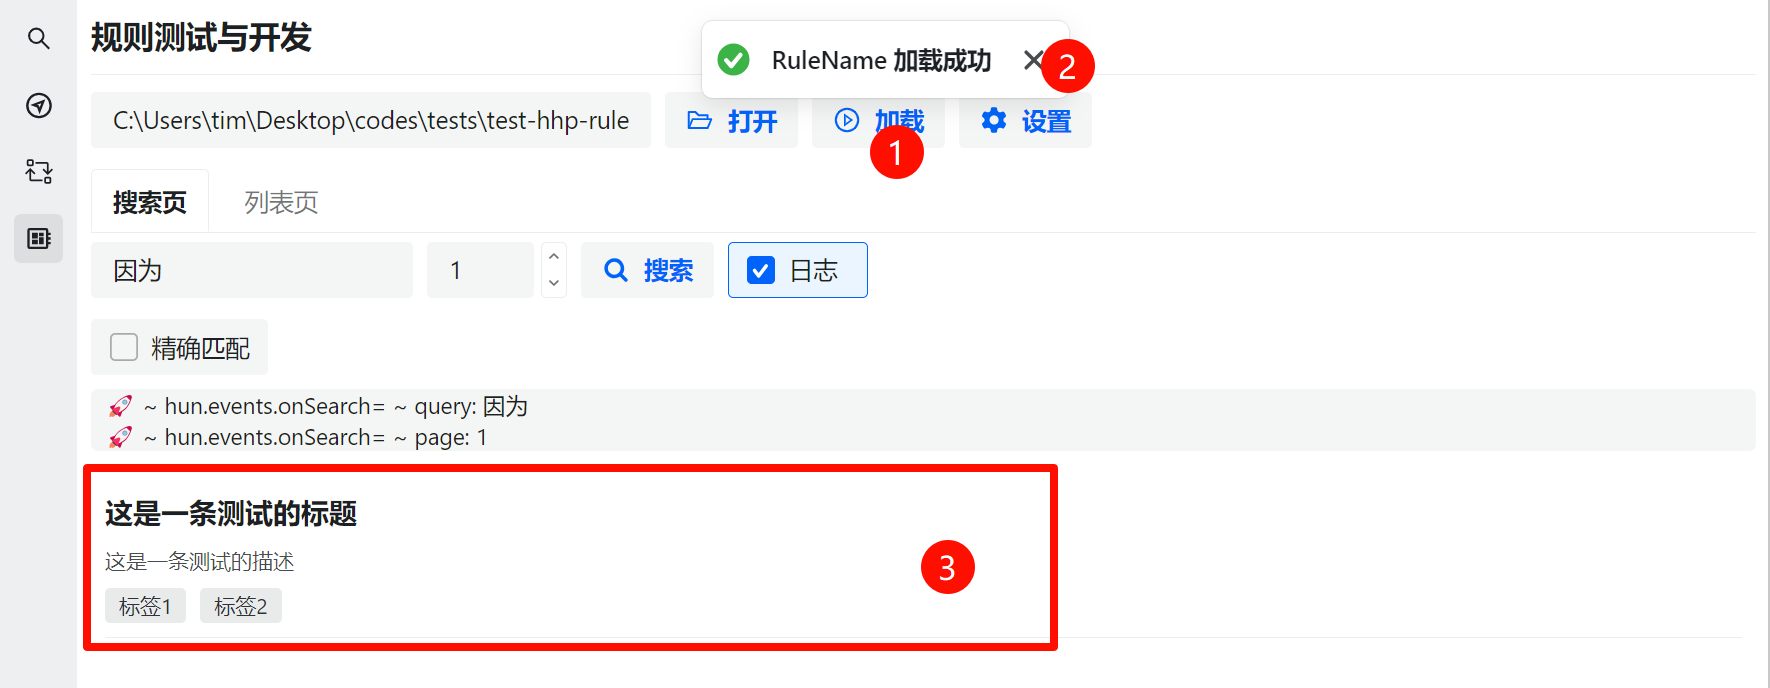 规则测试与开发
RuleName 加载成功
2
C:\Users\tim\Desktop\codes\tests\test-hhp-rule
打开
加载
设置
1
搜索页
列表页
因为
1
搜索
日志
精确匹配
🚀 ~ hun.events.onSearch= ~ query: 因为
🚀 ~ hun.events.onSearch= ~ page: 1
这是一条测试的标题
这是一条测试的描述
3
标签1
标签2